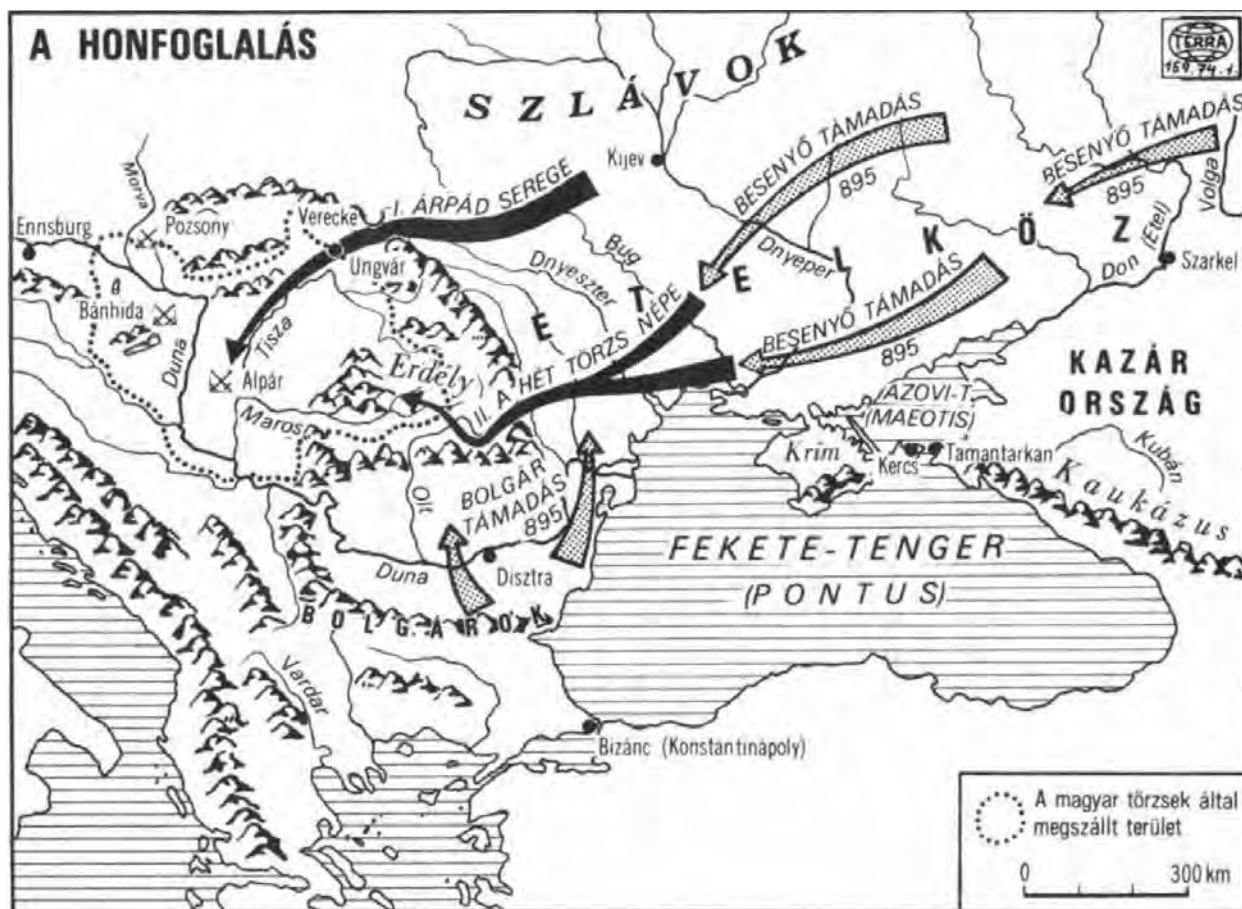 A HONFOGLALÁS
TERRA
159.74.1.
SZLÁVOK
Kijev
BESENYŐ TÁMADÁS
895
BESENYŐ TÁMADÁS
895
Volga
Morva
Ennsburg
Pozsony
Verecke
I. ÁRPÁD SEREGE
Ungvár
Bug
Dnyeszter
Dnyeper
ETELKÖZ
Don
(Etel)
Szarkel
Bánhida
Duna
Tisza
Alpár
Erdély
II. A HÉT TÖRZS NÉPE
BESENYŐ TÁMADÁS
895
KAZÁR
ORSZÁG
Maros
AZOVI-T.
(MAEOTIS)
Krím
Kercs
Tamantarkan
Kubán
Kaukázus
Olt
BOLGÁR
TÁMADÁS
895
Duna
Disztra
BOLGÁROK
FEKETE-TENGER
(PONTUS)
Vardar
Bizánc (Konstantinápoly)
A magyar törzsek által
megszállt terület
0 300 km